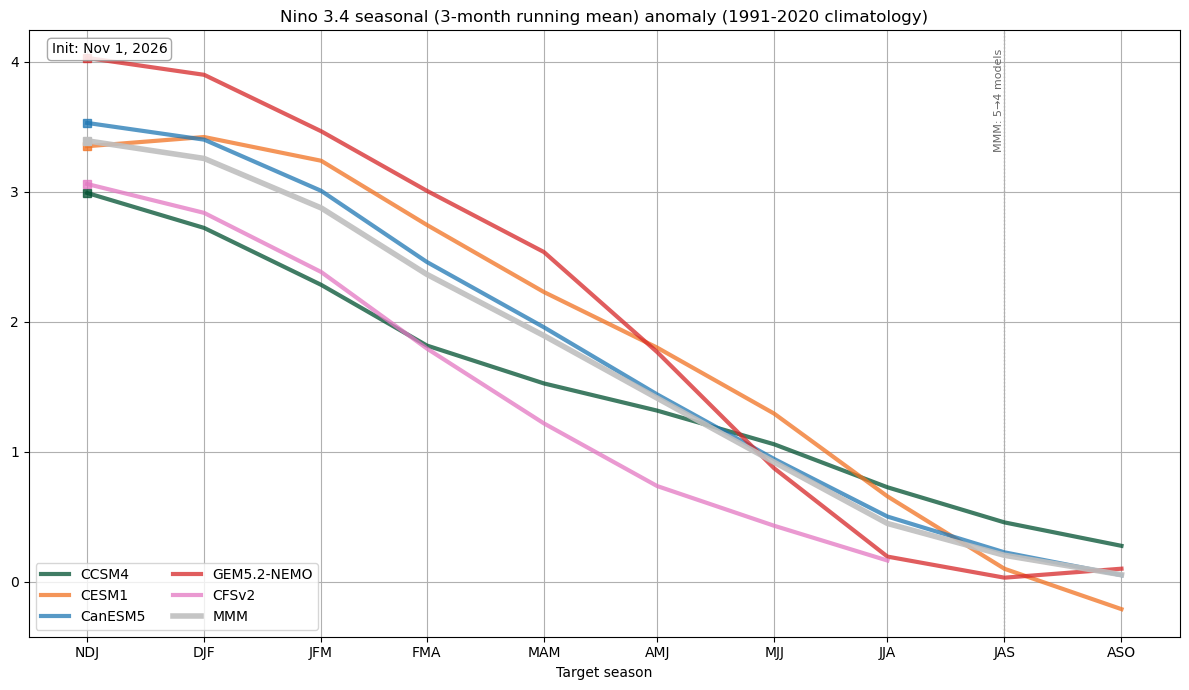 Nino 3.4 seasonal (3-month running mean) anomaly (1991-2020 climatology)
Init: Nov 1, 2026
MMM: 5→4 models
4
3
2
1
0
CCSM4
CESM1
CanESM5
GEM5.2-NEMO
CFSv2
MMM
NDJ DJF JFM FMA MAM AMJ MJJ JJA JAS ASO
Target season